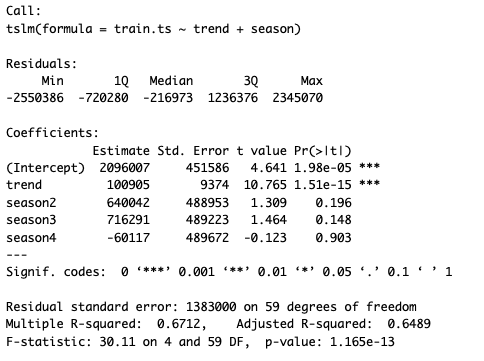 Call:
tslm(formula = train.ts ~ trend + season)
Residuals:
Min 1Q Median 3Q Max
-2550386 -720280 -216973 1236376 2345070
Coefficients:
Estimate Std. Error t value Pr(>|t|)
(Intercept) 2096007 451586 4.641 1.98e-05 ***
trend 100905 9374 10.765 1.51e-15 ***
season2 640042 488953 1.309 0.196
season3 716291 489223 1.464 0.148
season4 -60117 489672 -0.123 0.903
---
Signif. codes: 0 ‘***’ 0.001 ‘**’ 0.01 ‘*’ 0.05 ‘.’ 0.1 ‘ ’ 1
Residual standard error: 1383000 on 59 degrees of freedom
Multiple R-squared: 0.6712, Adjusted R-squared: 0.6489
F-statistic: 30.11 on 4 and 59 DF, p-value: 1.165e-13